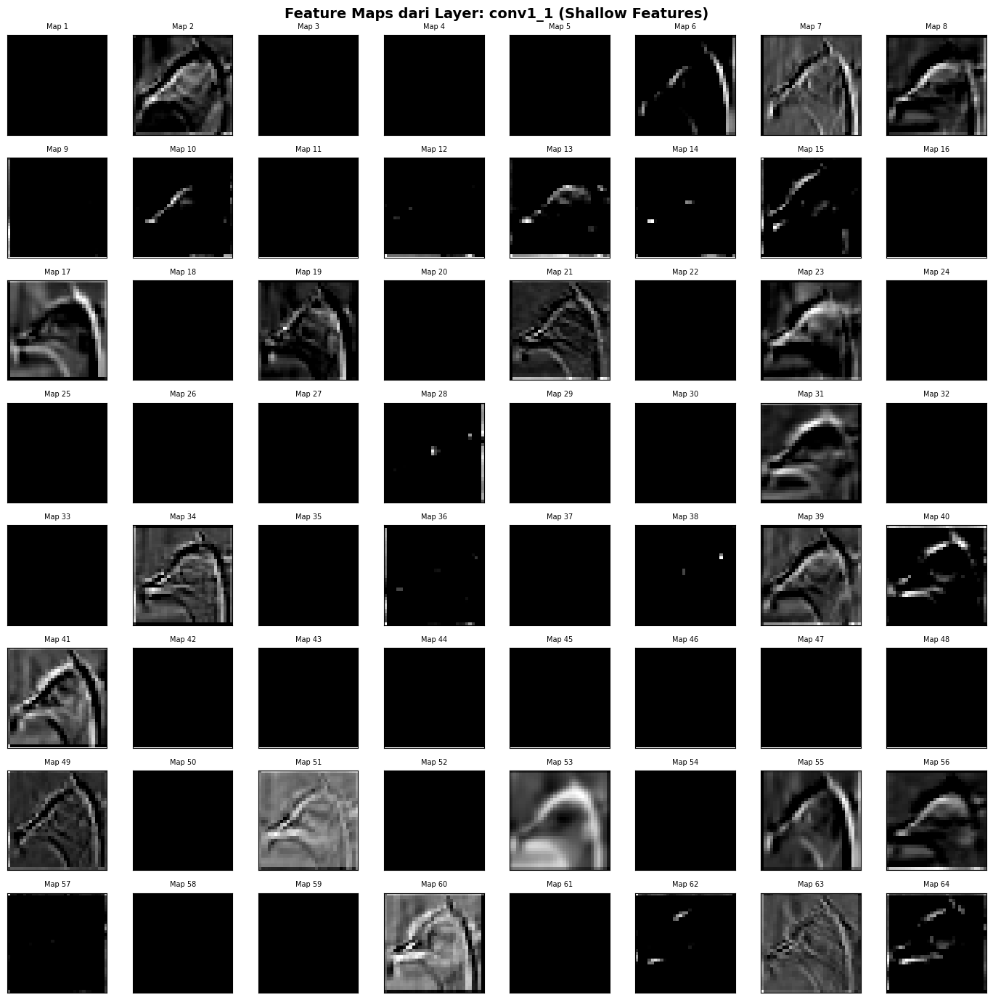 Feature Maps dari Layer: conv1_1 (Shallow Features)
Map 1 Map 2 Map 3 Map 4 Map 5 Map 6 Map 7 Map 8
Map 9 Map 10 Map 11 Map 12 Map 13 Map 14 Map 15 Map 16
Map 17 Map 18 Map 19 Map 20 Map 21 Map 22 Map 23 Map 24
Map 25 Map 26 Map 27 Map 28 Map 29 Map 30 Map 31 Map 32
Map 33 Map 34 Map 35 Map 36 Map 37 Map 38 Map 39 Map 40
Map 41 Map 42 Map 43 Map 44 Map 45 Map 46 Map 47 Map 48
Map 49 Map 50 Map 51 Map 52 Map 53 Map 54 Map 55 Map 56
Map 57 Map 58 Map 59 Map 60 Map 61 Map 62 Map 63 Map 64